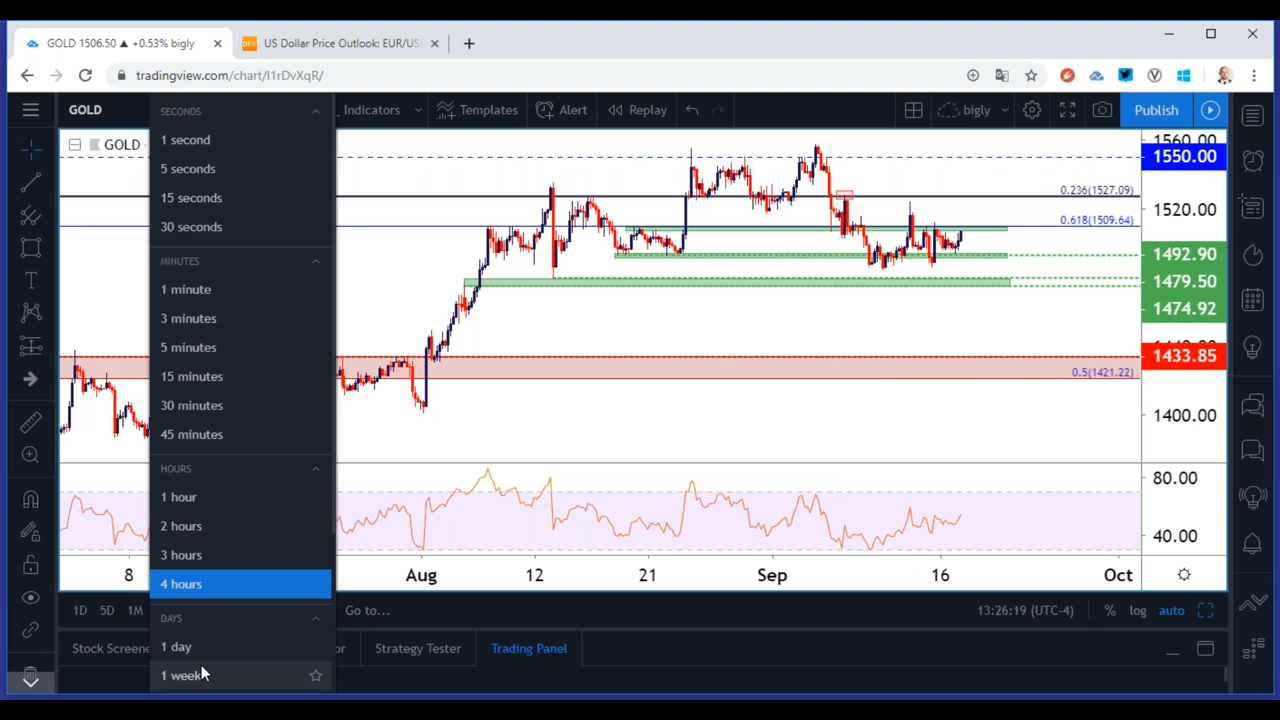 GOLD 1506.50 ▲ +0.53% bigly
US Dollar Price Outlook: EUR/US
tradingview.com/chart/I1rDvXqR/
GOLD
Indicators
Templates
Alert
Replay
bigly
Publish
SECONDS
1 second
5 seconds
15 seconds
30 seconds
MINUTES
1 minute
3 minutes
5 minutes
15 minutes
30 minutes
45 minutes
HOURS
1 hour
2 hours
3 hours
4 hours
DAYS
1 day
1 week
GOLD
0.236(1527.09)
0.618(1509.64)
0.5(1421.22)
1560.00
1550.00
1520.00
1492.90
1479.50
1474.92
1433.85
1400.00
80.00
40.00
8
Aug
12
21
Sep
16
Oct
1D
5D
1M
Go to...
13:26:19 (UTC-4)
%
log
auto
Stock Screene
or
Strategy Tester
Trading Panel